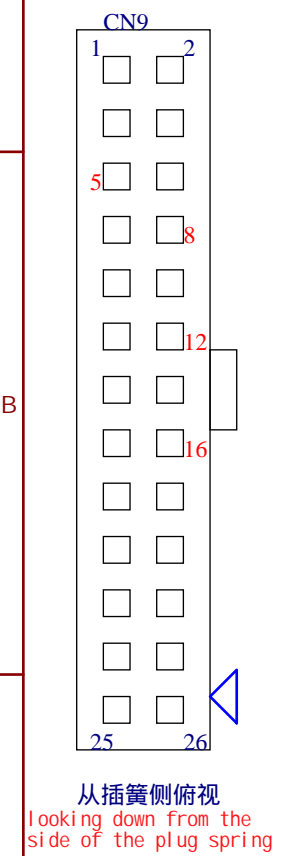 CN9
1 2
5
8
12
B
16
25 26
从插簧侧俯视
looking down from the
side of the plug spring